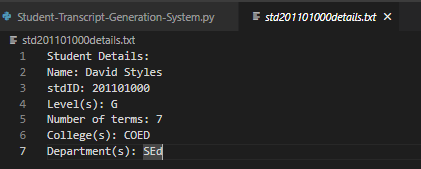 Student-Transcript-Generation-System.py
std201101000details.txt
std201101000details.txt
1 Student Details:
2 Name: David Styles
3 stdID: 201101000
4 Level(s): G
5 Number of terms: 7
6 College(s): COED
7 Department(s): SEd